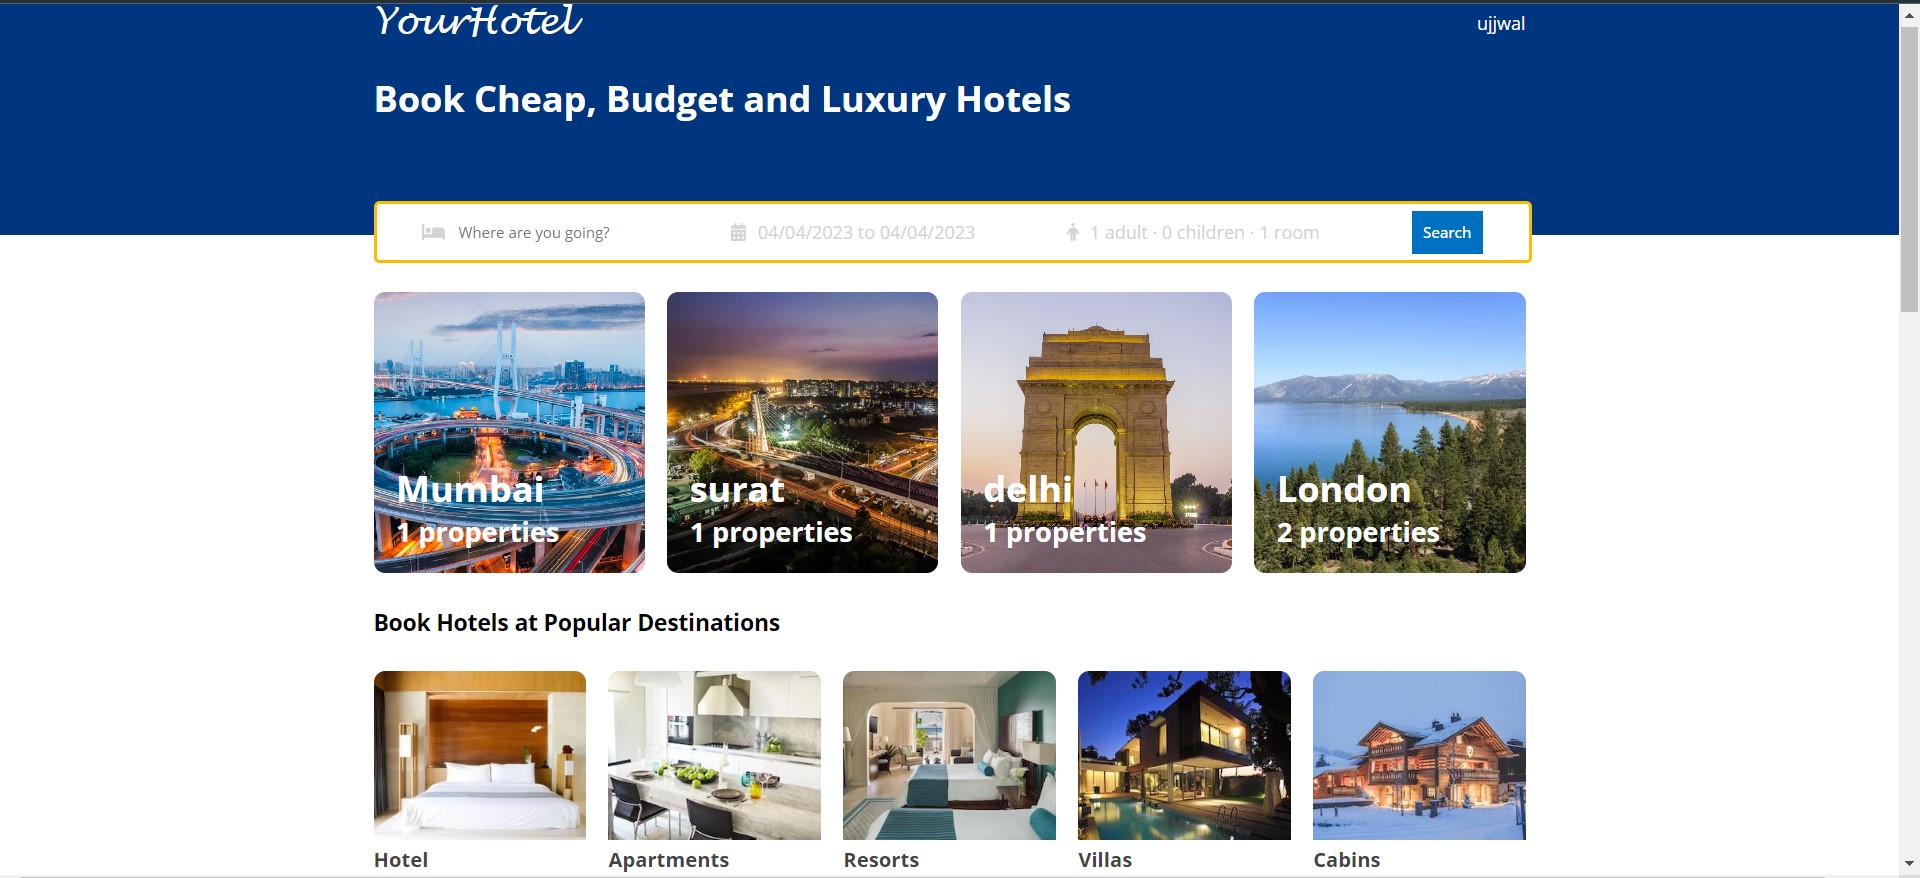 YourHotel
ujjwal
Book Cheap, Budget and Luxury Hotels
Where are you going?
04/04/2023 to 04/04/2023
1 adult · 0 children · 1 room
Search
Mumbai
1 properties
surat
1 properties
delhi
1 properties
London
2 properties
Book Hotels at Popular Destinations
Hotel
Apartments
Resorts
Villas
Cabins